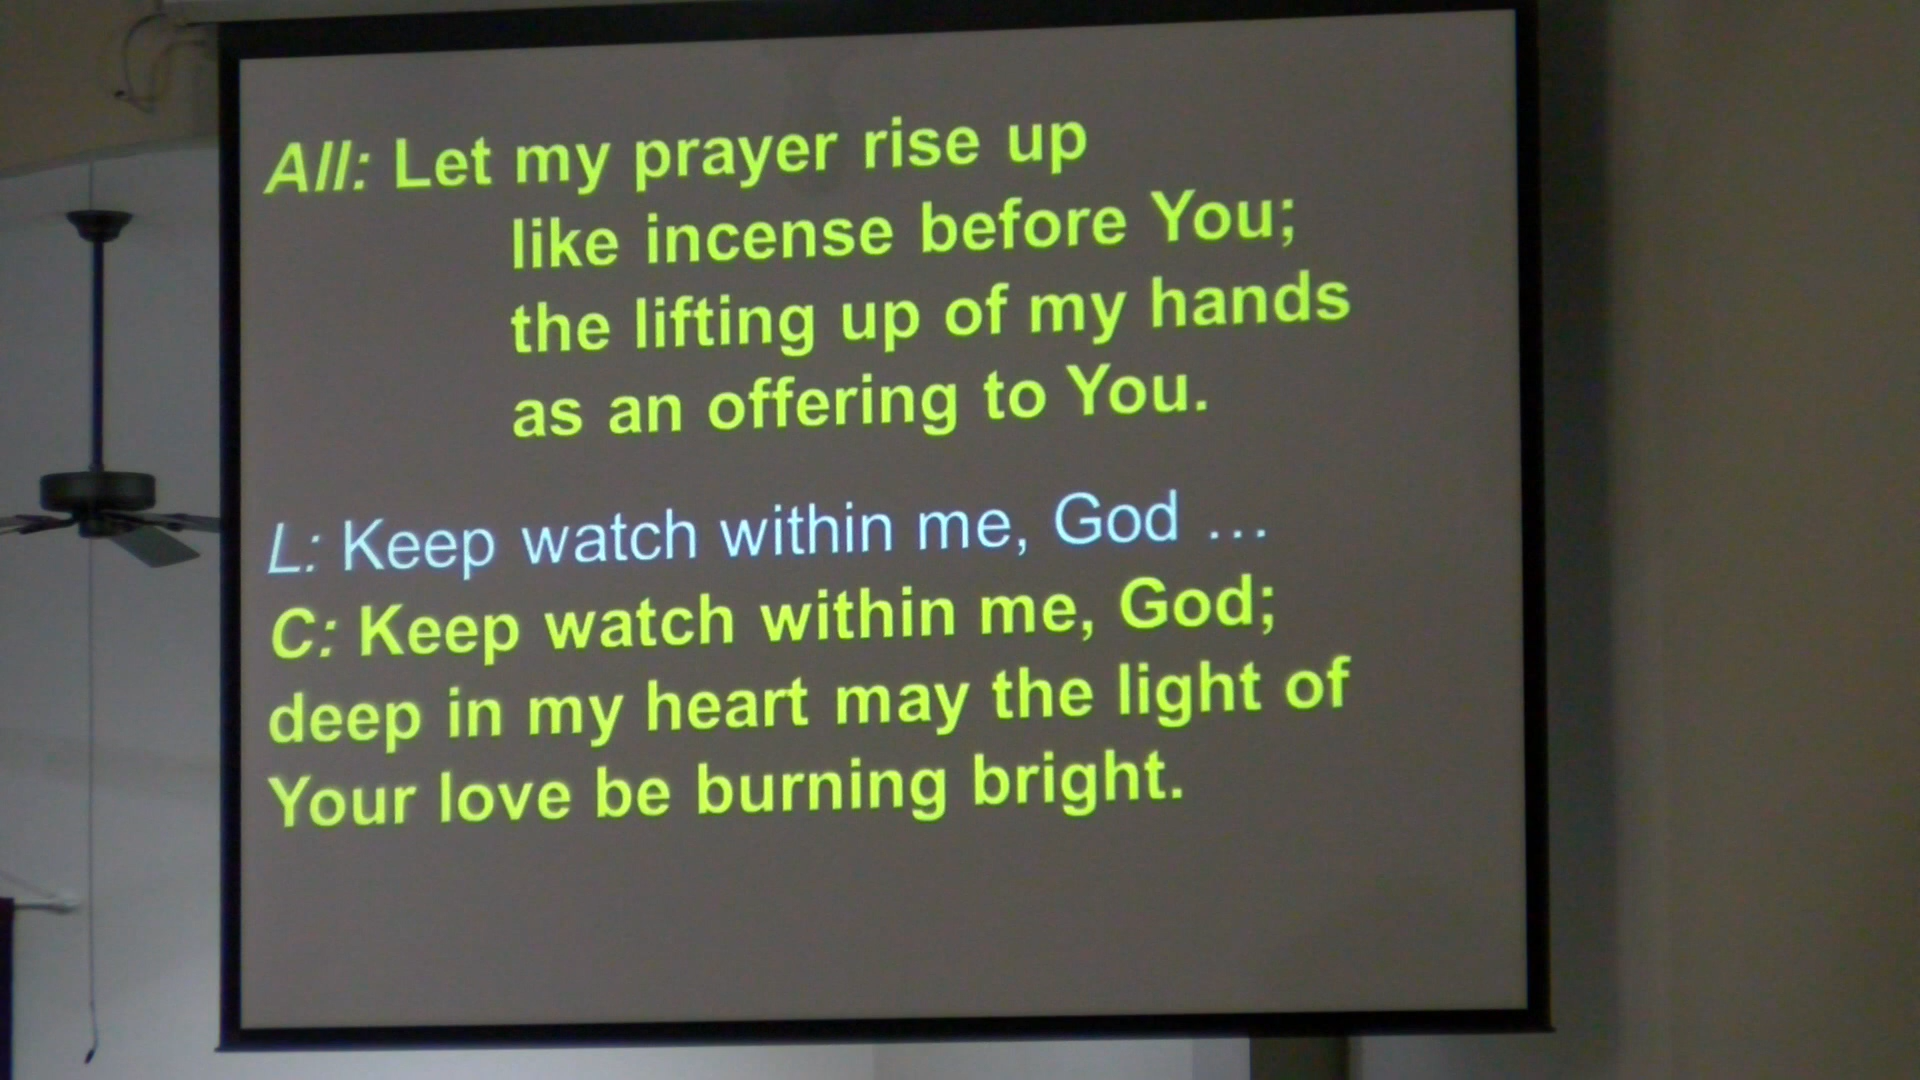 All: Let my prayer rise up
like incense before You;
the lifting up of my hands
as an offering to You.
L: Keep watch within me, God …
C: Keep watch within me, God;
deep in my heart may the light of
Your love be burning bright.